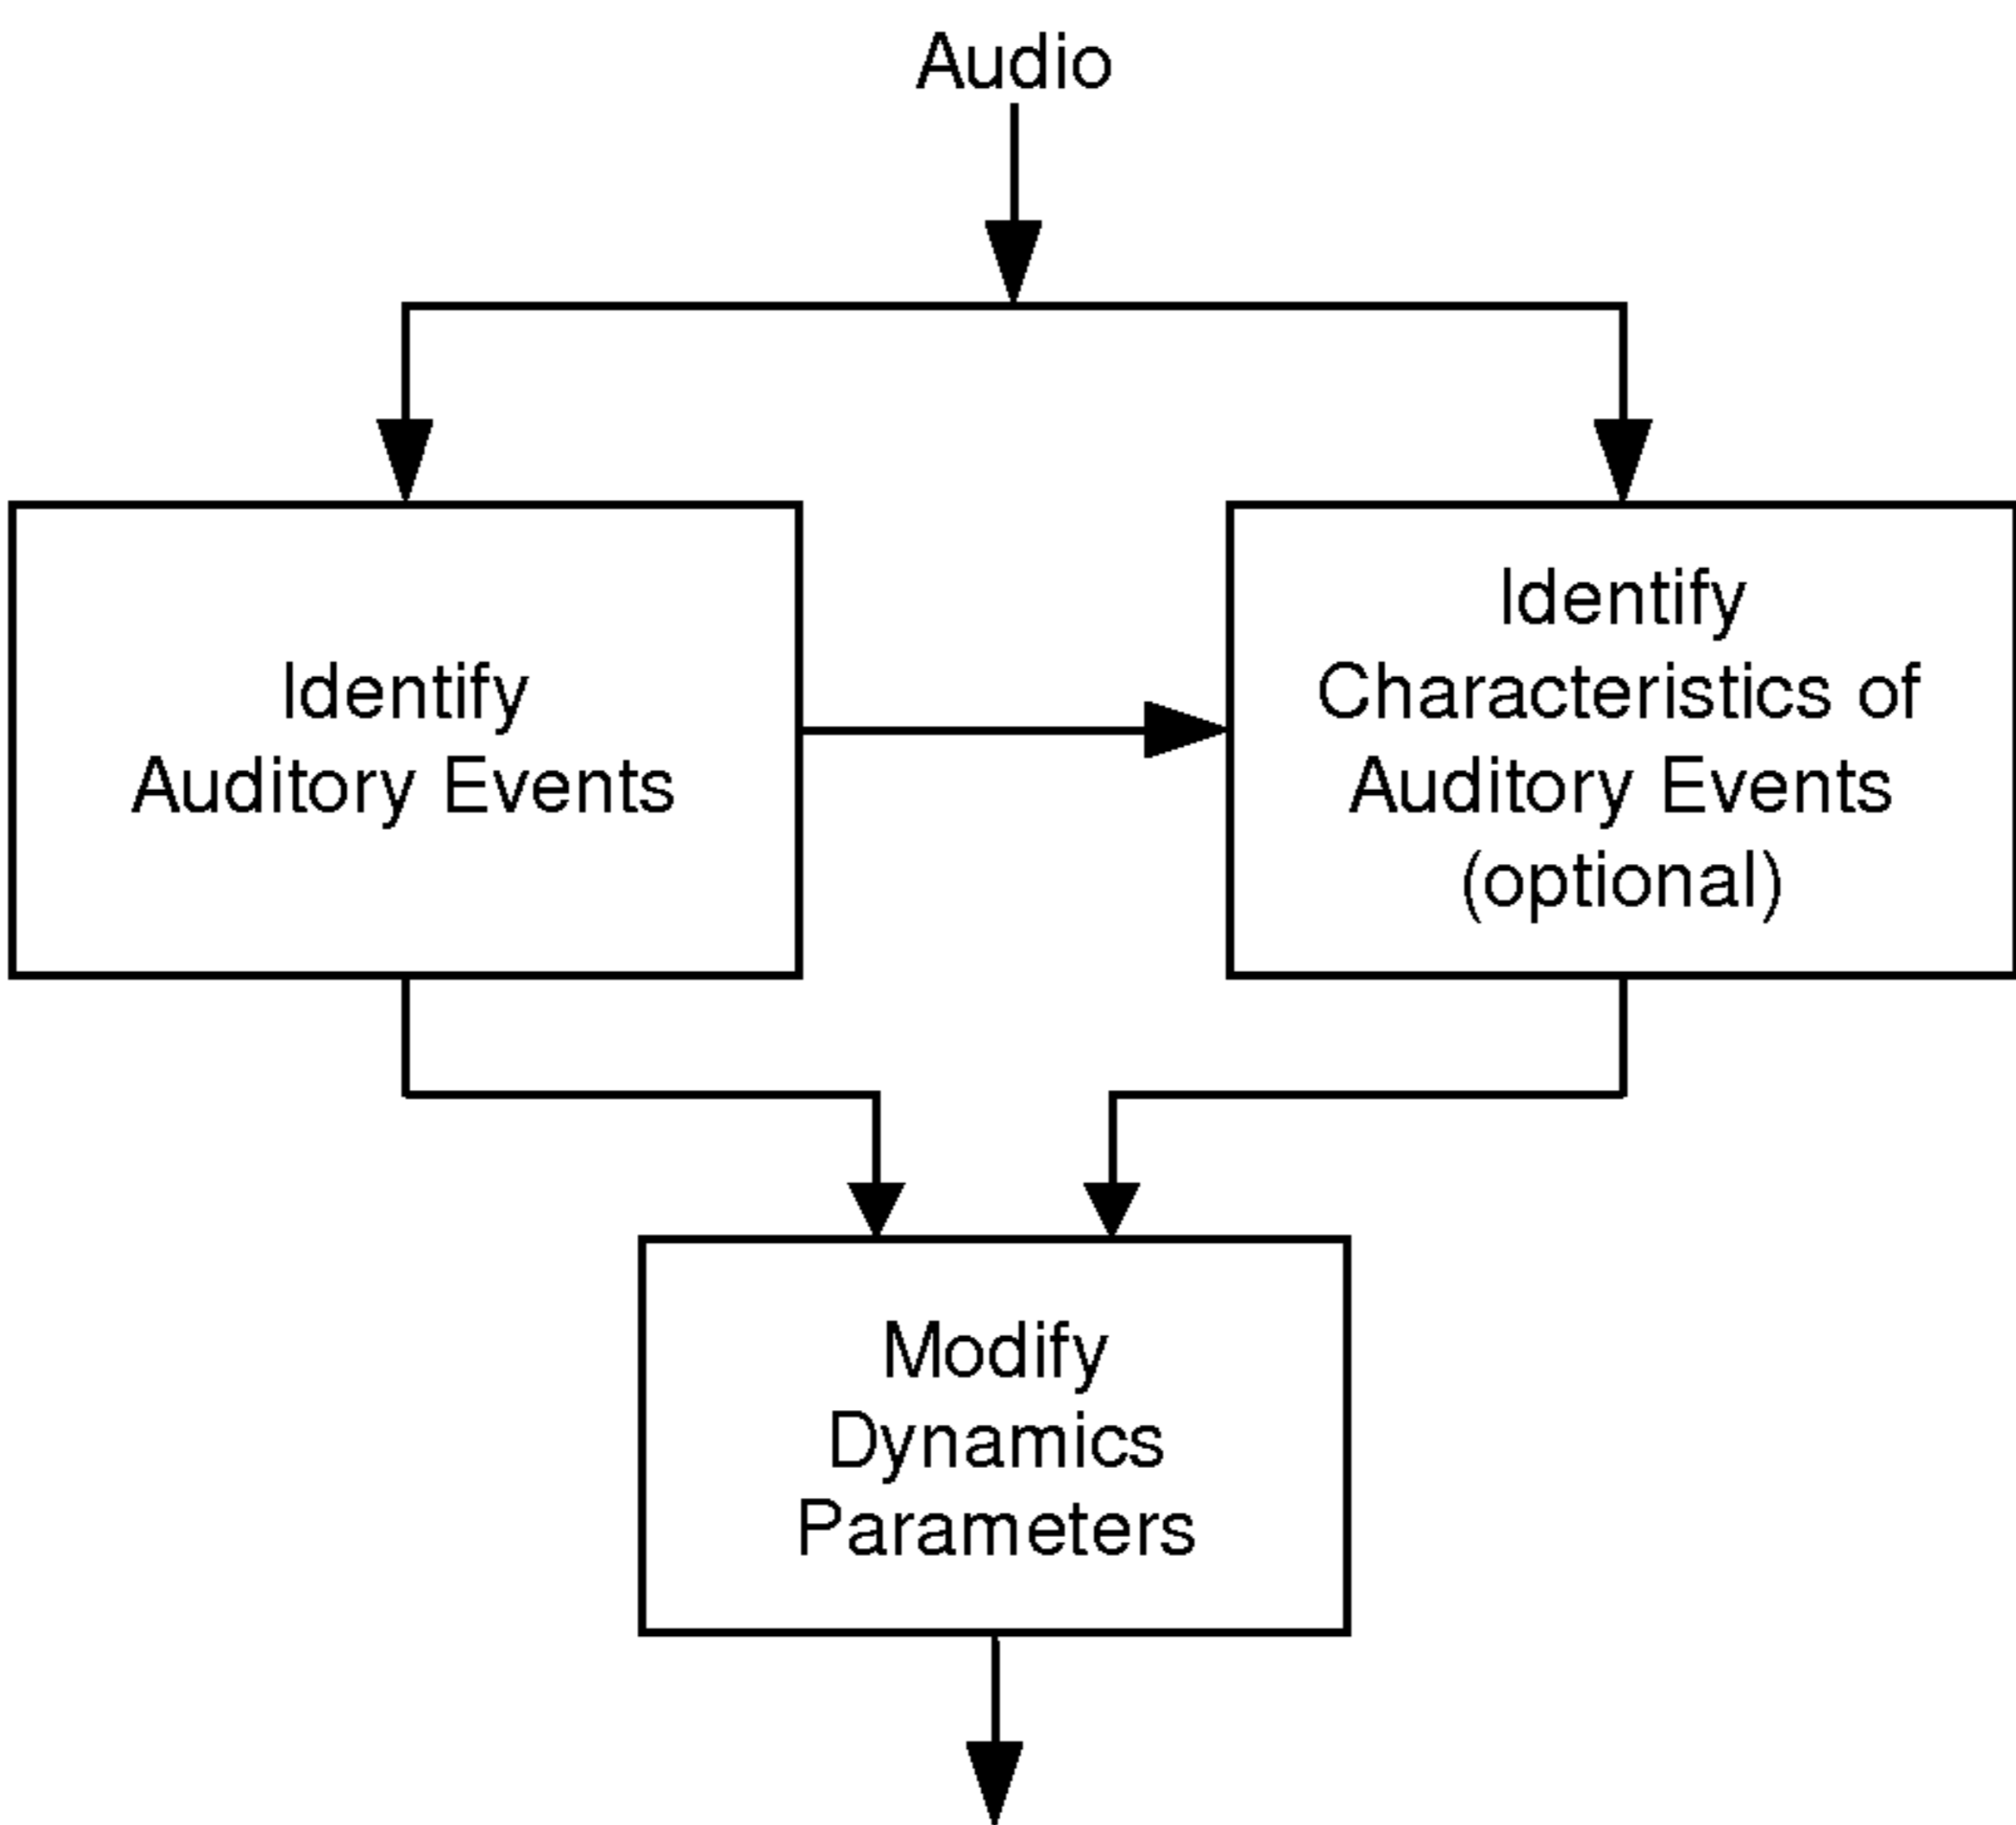 Audio
Identify
Auditory Events
Identify
Characteristics of
Auditory Events
(optional)
Modify
Dynamics
Parameters